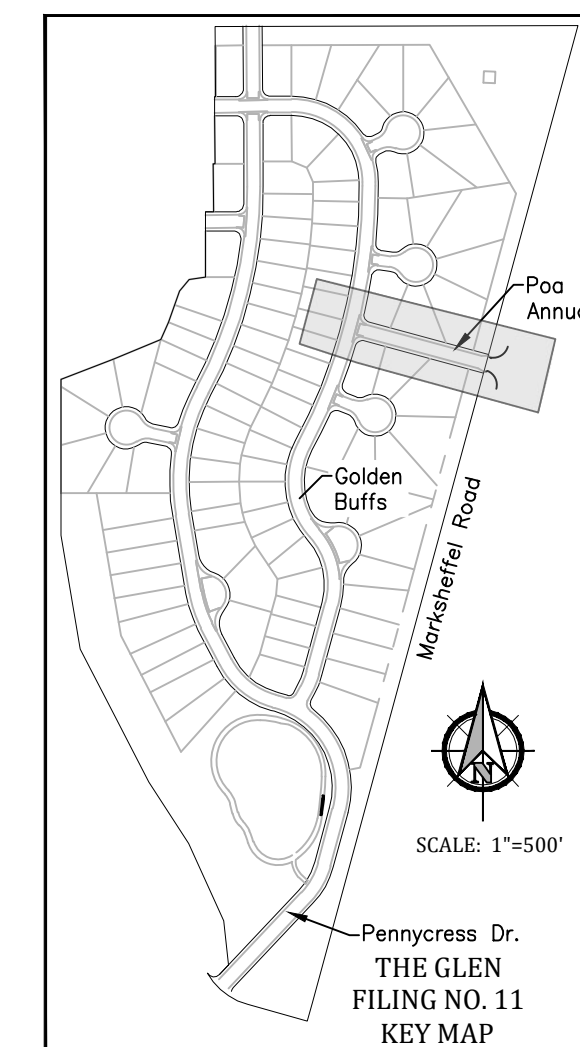 Poa
Annua
Golden
Buffs
Marksheffel Road
N
SCALE: 1"=500'
Pennycress Dr.
THE GLEN
FILING NO. 11
KEY MAP